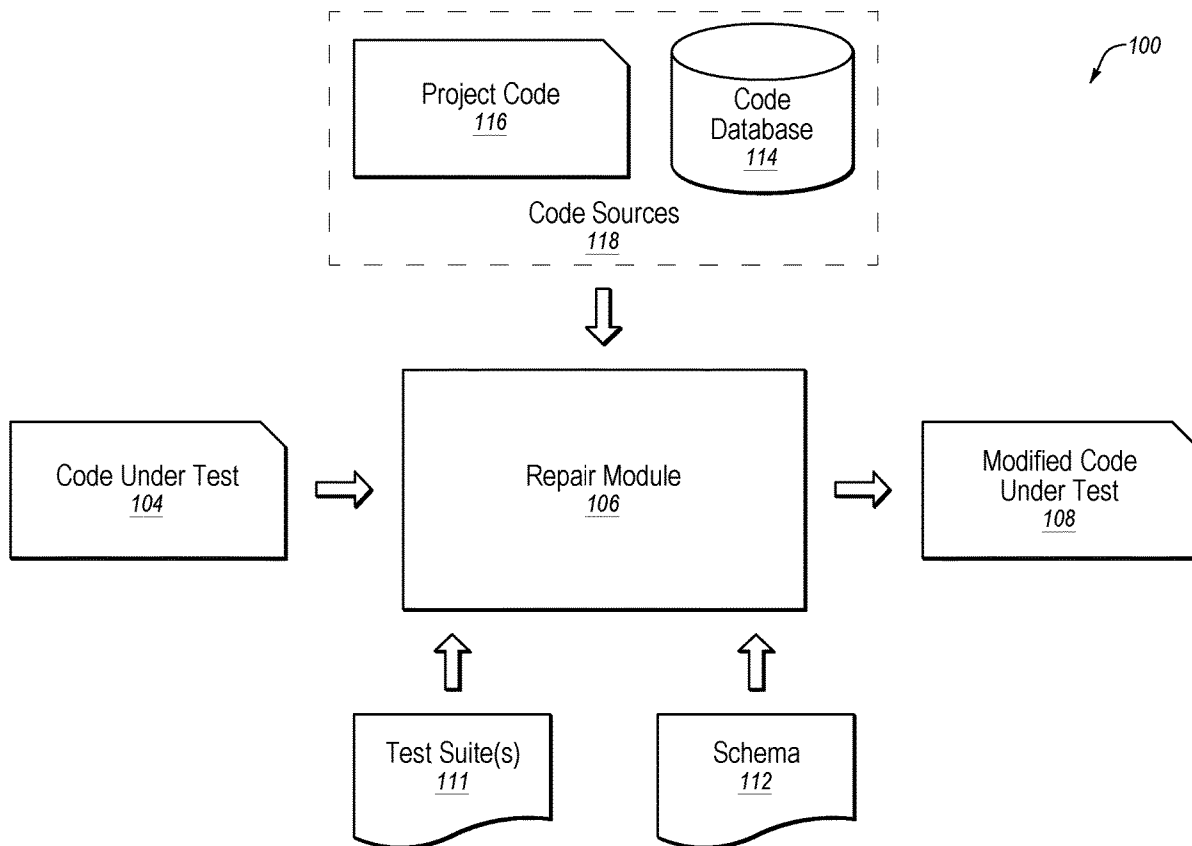 100
Project Code
116
Code
Database
114
Code Sources
118
Code Under Test
104
Repair Module
106
Modified Code
Under Test
108
Test Suite(s)
111
Schema
112